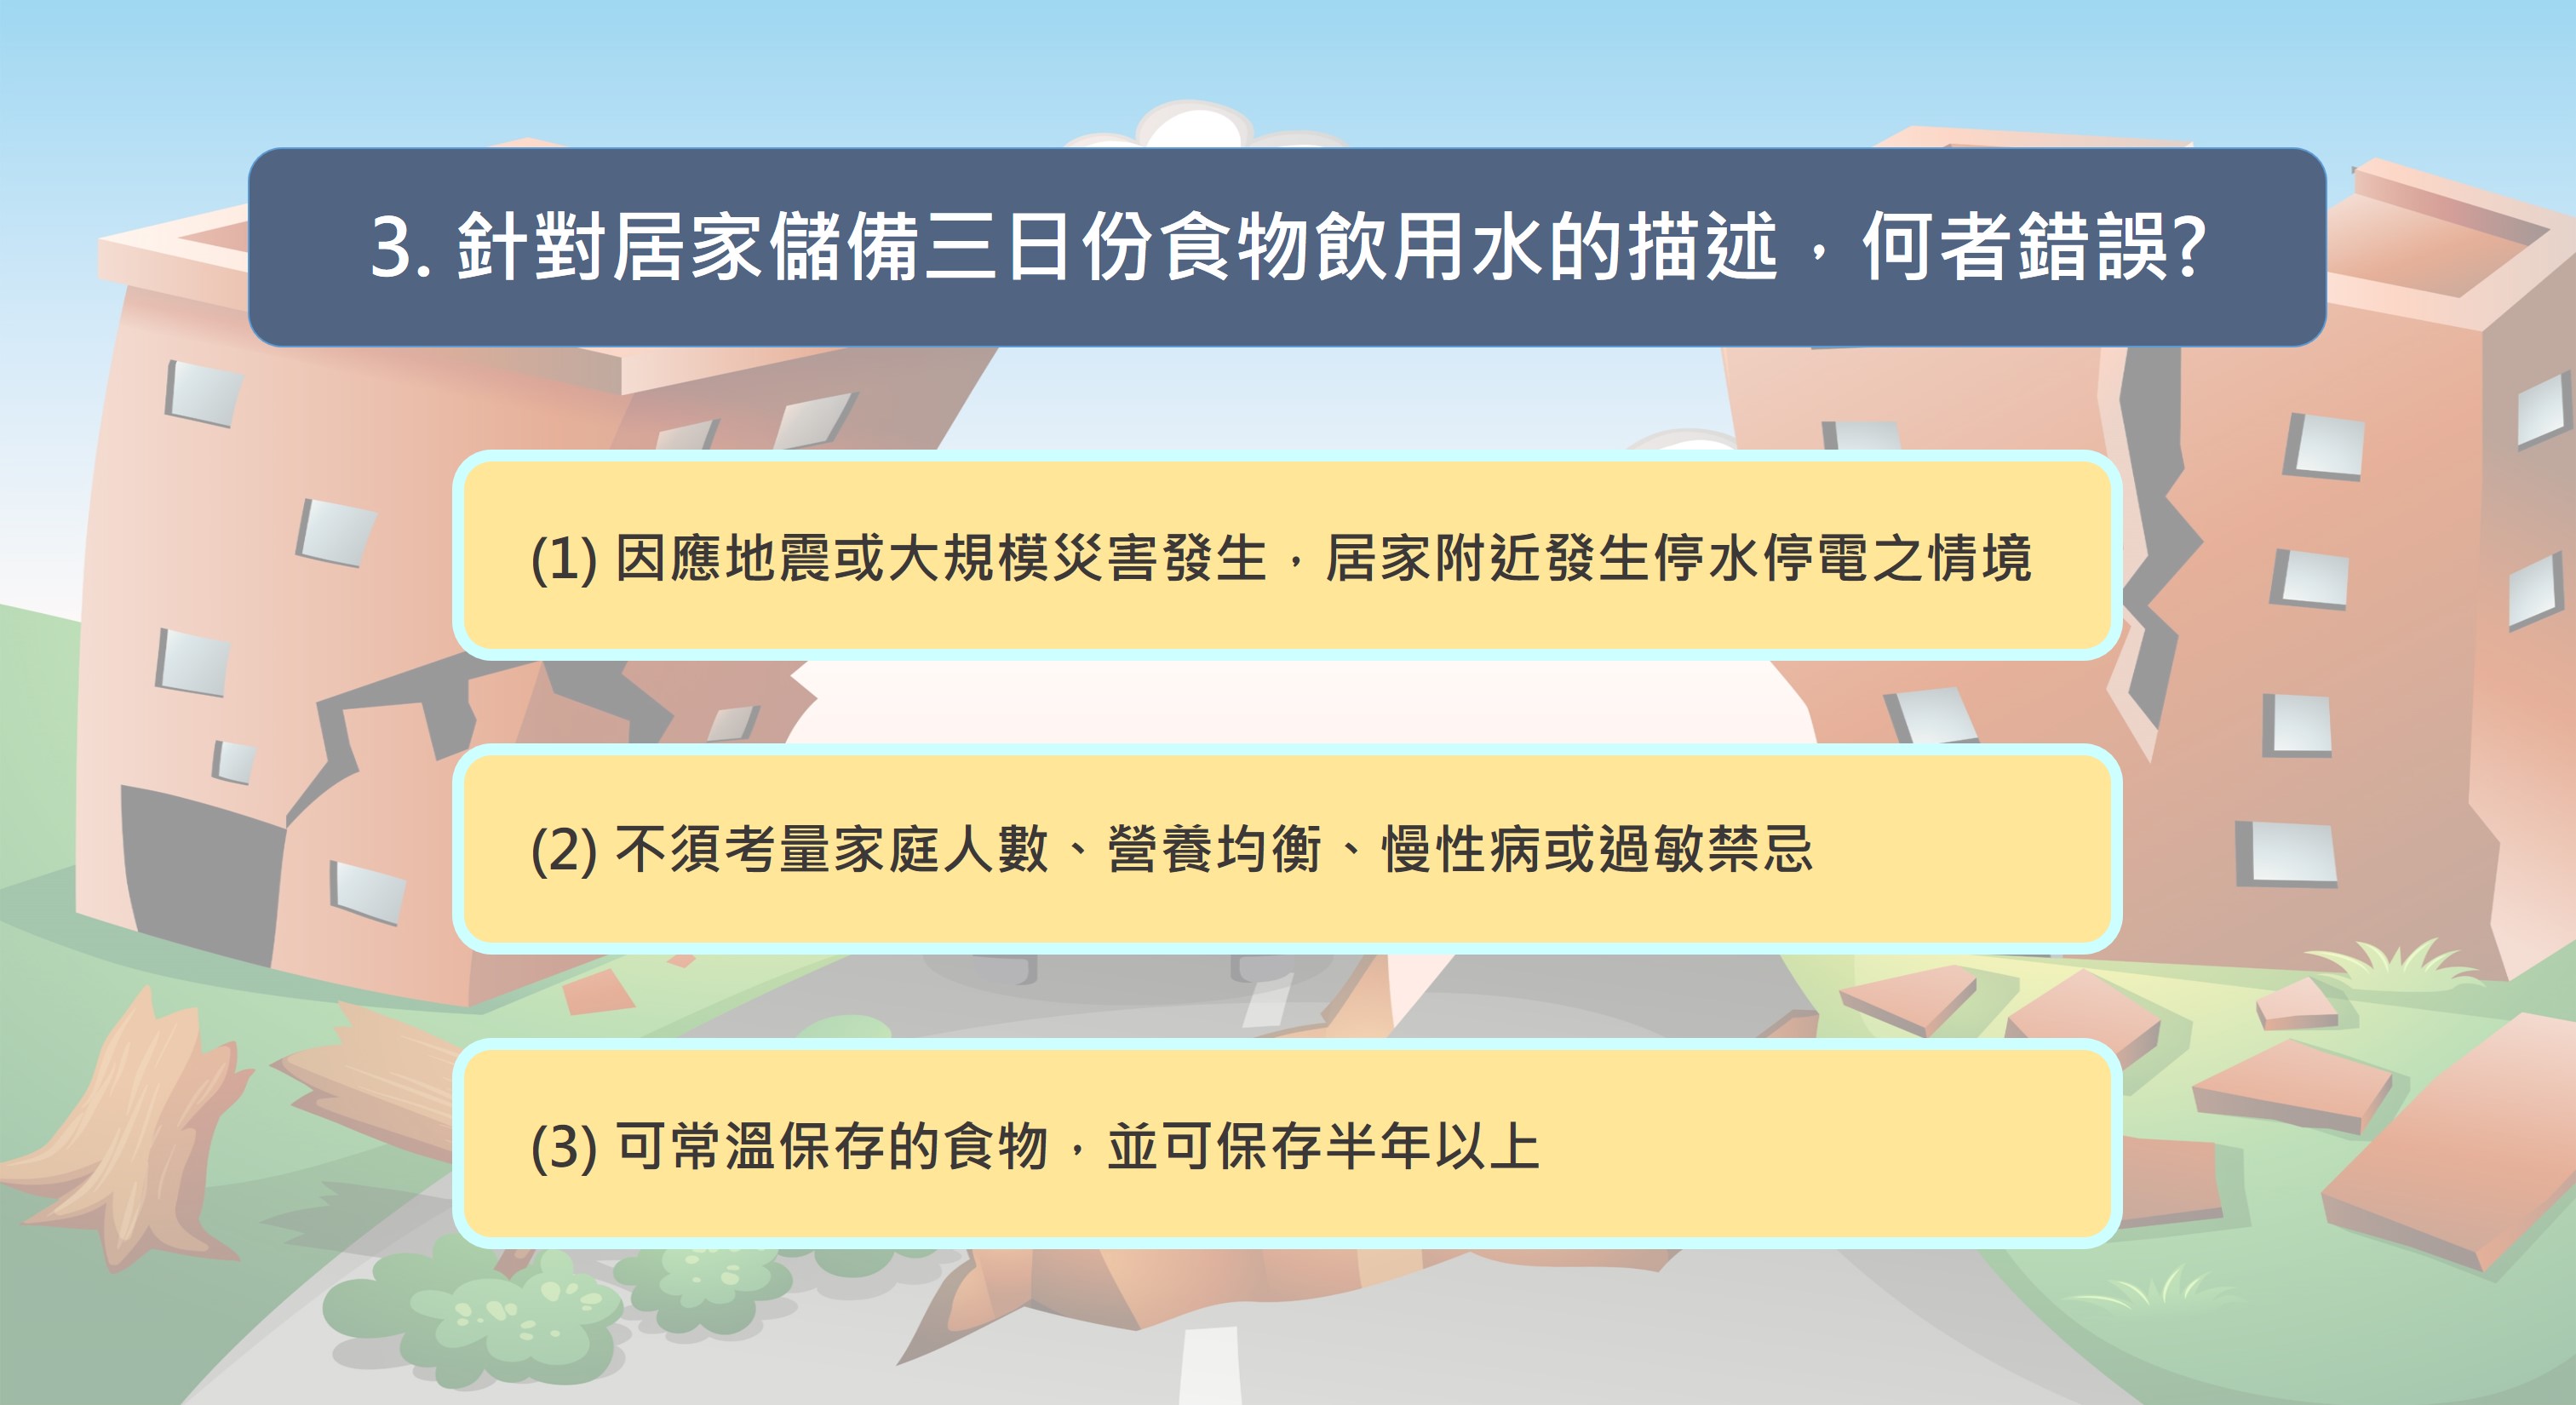 3. 針對居家儲備三日份食物飲用水的描述，何者錯誤?
(1) 因應地震或大規模災害發生，居家附近發生停水停電之情境
(2) 不須考量家庭人數、營養均衡、慢性病或過敏禁忌
(3) 可常溫保存的食物，並可保存半年以上